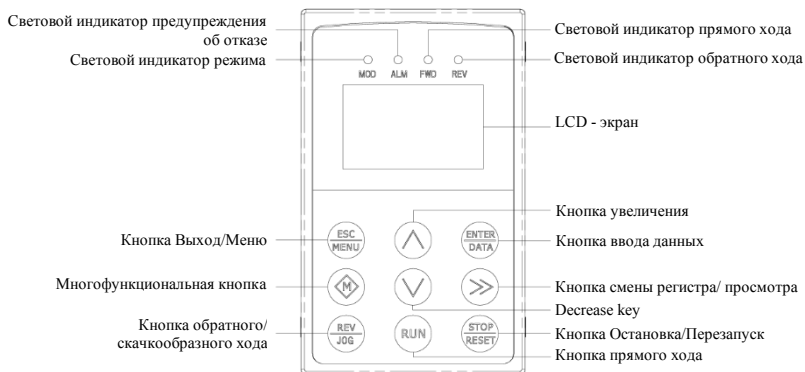 Световой индикатор предупреждения
об отказе
Световой индикатор режима
Световой индикатор прямого хода
Световой индикатор обратного хода
MOD ALM FWD REV
LCD - экран
Кнопка увеличения
ESC
MENU
ENTER
DATA
Кнопка Выход/Меню
Кнопка ввода данных
Многофункциональная кнопка
M
Кнопка смены регистра/ просмотра
Decrease key
Кнопка обратного/
скачкообразного хода
REV
JOG
RUN
STOP
RESET
Кнопка Остановка/Перезапуск
Кнопка прямого хода